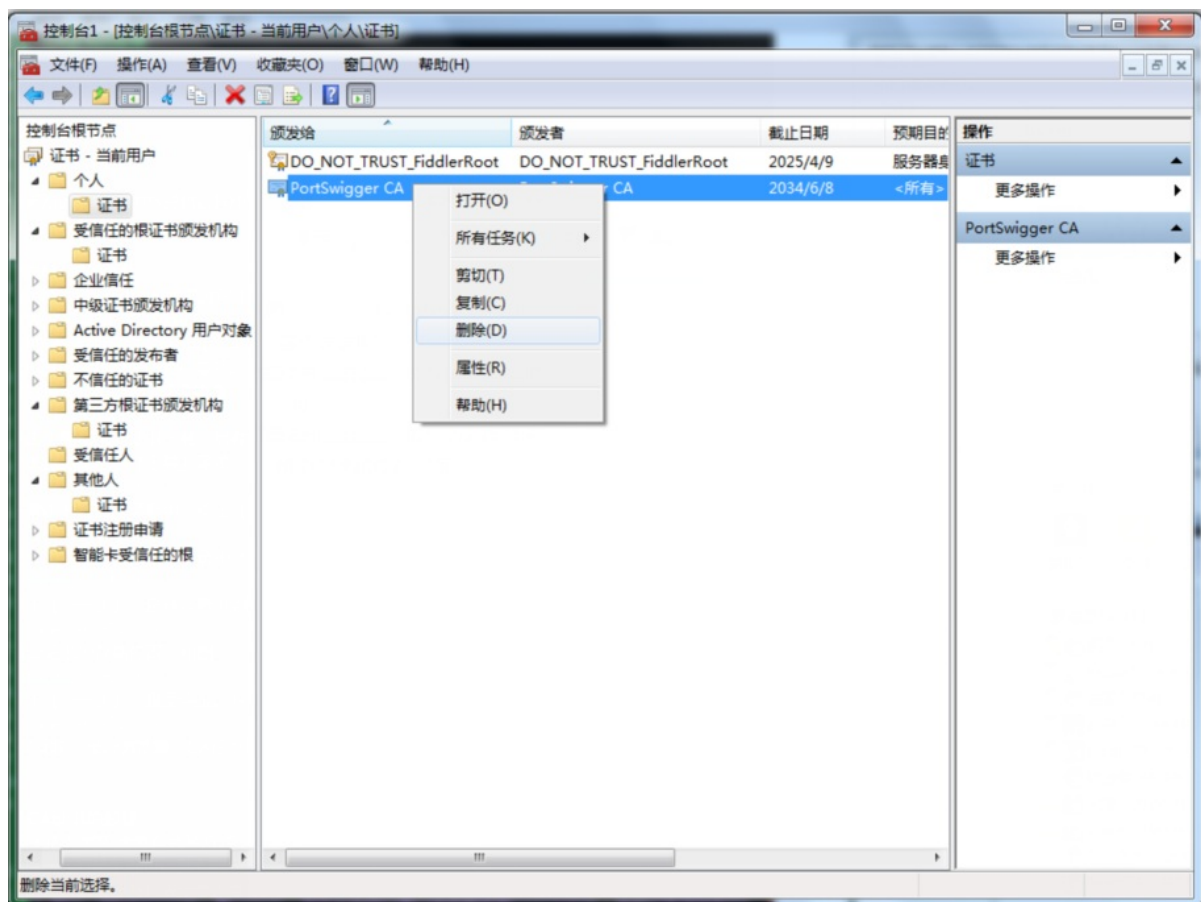 控制台1 - [控制台根节点\证书 - 当前用户\个人\证书]
文件(F) 操作(A) 查看(V) 收藏夹(O) 窗口(W) 帮助(H)
控制台根节点
证书 - 当前用户
个人
证书
受信任的根证书颁发机构
证书
企业信任
中级证书颁发机构
Active Directory 用户对象
受信任的发布者
不信任的证书
第三方根证书颁发机构
证书
受信任人
其他人
证书
证书注册申请
智能卡受信任的根
颁发给 颁发者 截止日期 预期目的
DO_NOT_TRUST_FiddlerRoot DO_NOT_TRUST_FiddlerRoot 2025/4/9 服务器身
PortSwigger CA CA 2034/6/8 <所有>
打开(O)
所有任务(K)
剪切(T)
复制(C)
删除(D)
属性(R)
帮助(H)
操作
证书
更多操作
PortSwigger CA
更多操作
删除当前选择。